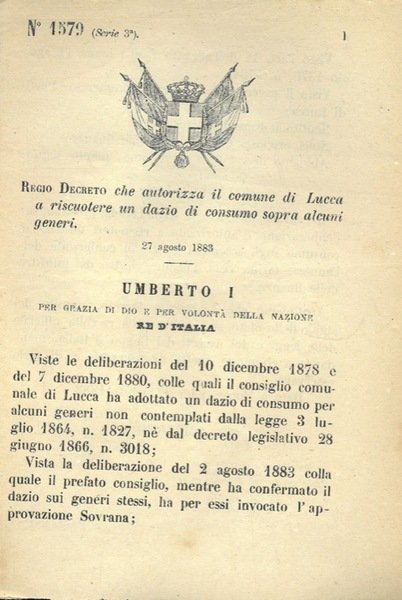 N° 1579 (Serie 3ª). 1
REGIO DECRETO che autorizza il comune di Lucca
a riscuotere un dazio di consumo sopra alcuni
generi.
27 agosto 1883
UMBERTO I
PER GRAZIA DI DIO E PER VOLONTÀ DELLA NAZIONE
RE D'ITALIA
Viste le deliberazioni del 10 dicembre 1878 e
del 7 dicembre 1880, colle quali il consiglio comu-
nale di Lucca ha adottato un dazio di consumo per
alcuni generi non contemplati dalla legge 3 lu-
glio 1864, n. 1827, nè dal decreto legislativo 28
giugno 1866, n. 3018;
Vista la deliberazione del 2 agosto 1883 colla
quale il prefato consiglio, mentre ha confermato il
dazio sui generi stessi, ha per essi invocato l'ap-
provazione Sovrana;